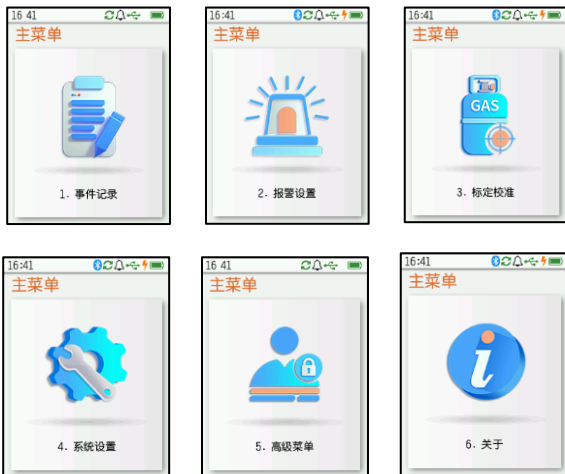 16 41
主菜单
1. 事件记录
16:41
主菜单
2. 报警设置
16:41
主菜单
GAS
3. 标定校准
16:41
主菜单
4. 系统设置
16 41
主菜单
5. 高级菜单
16:41
主菜单
i
6. 关于